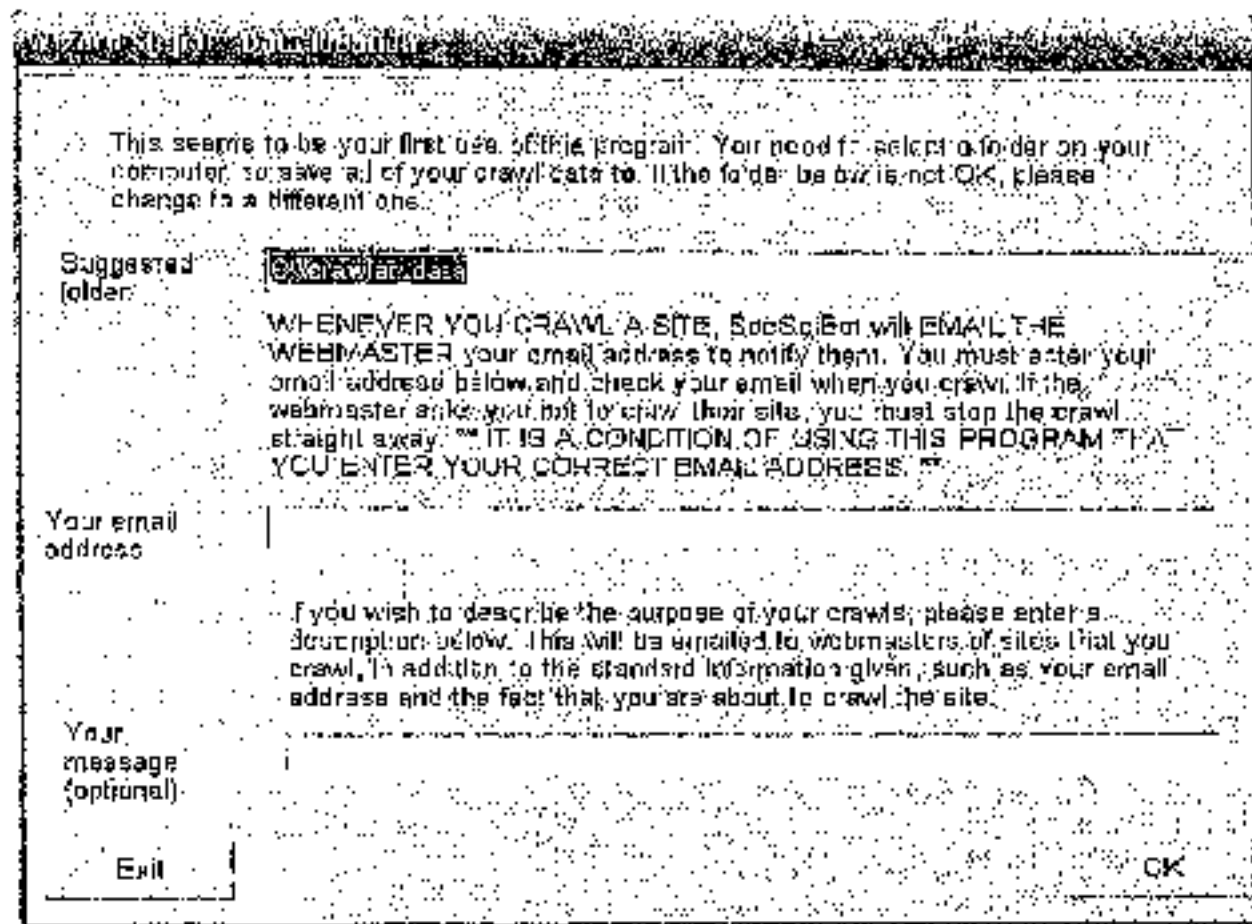 This seems to be your first use of this program. You need to select a folder on your
computer to save all of your crawl data to. If the folder below is not OK, please
change to a different one.
Suggested
folder:
WHENEVER YOU CRAWL A SITE, SocSciBot will EMAIL THE
WEBMASTER your email address to notify them. You must enter your
email address below and check your email when you crawl. If the
webmaster asks you not to crawl their site, you must stop the crawl
straight away. ** IT IS A CONDITION OF USING THIS PROGRAM THAT
YOU ENTER YOUR CORRECT EMAIL ADDRESS. **
Your email
address
If you wish to describe the purpose of your crawls, please enter a
description below. This will be emailed to webmasters of sites that you
crawl, in addition to the standard information given, such as your email
address and the fact that you are about to crawl the site.
Your
message
(optional)
Exit
OK